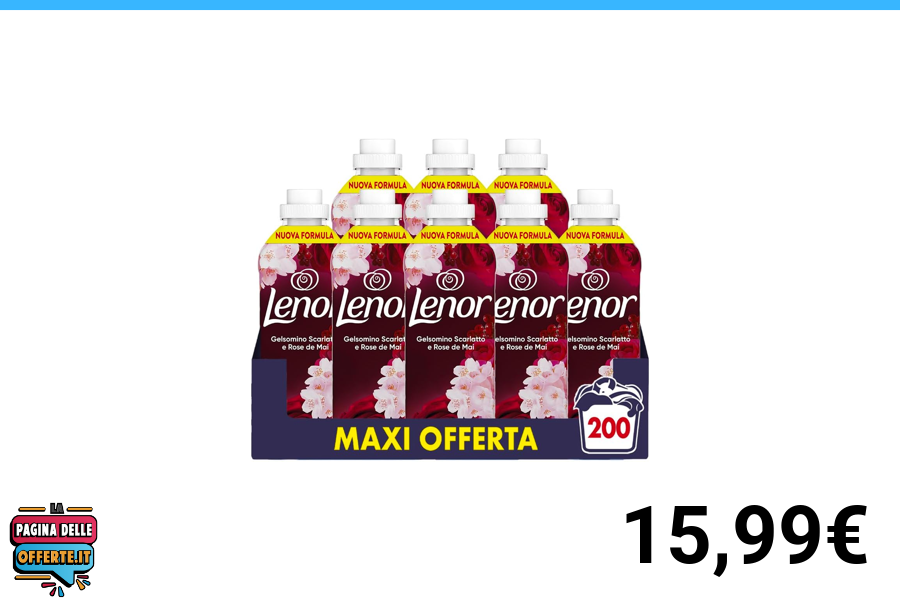 NUOVA FORMULA NUOVA FORMULA NUOVA FORMULA
NUOVA FORMULA NUOVA FORMULA NUOVA FORMULA NUOVA FORMULA NUOVA FORMULA
Lenor Lenor Lenor Lenor Lenor
Gelsomino Scarlatto Gelsomino Scarlatto Gelsomino Scarlatto Gelsomino Scarlatto Gelsomino Scarlatto
e Rose de Mai e Rose de Mai e Rose de Mai e Rose de Mai e Rose de Mai
MAXI OFFERTA
200
LA
PAGINA DELLE
OFFERTE.IT
15,99€